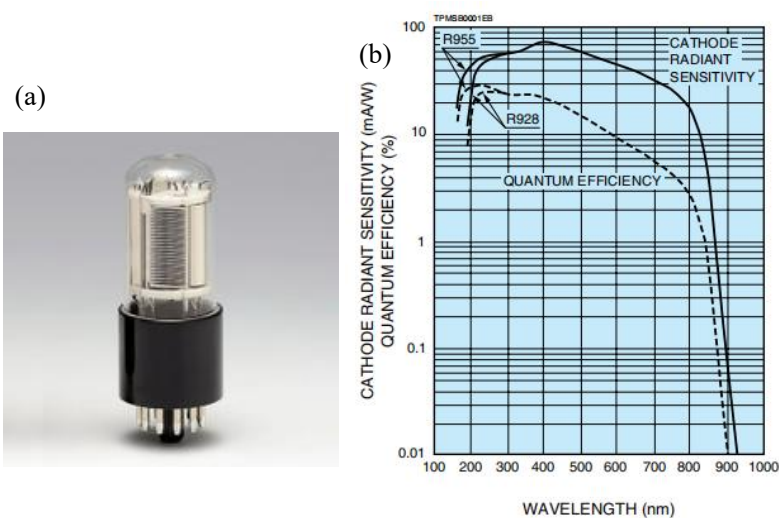 (a)
(b)
TPMSB0001EB
CATHODE RADIANT SENSITIVITY (mA/W)
QUANTUM EFFICIENCY (%)
100
10
1
0.1
0.01
R955
CATHODE
RADIANT
SENSITIVITY
R928
QUANTUM EFFICIENCY
100 200 300 400 500 600 700 800 900 1000
WAVELENGTH (nm)